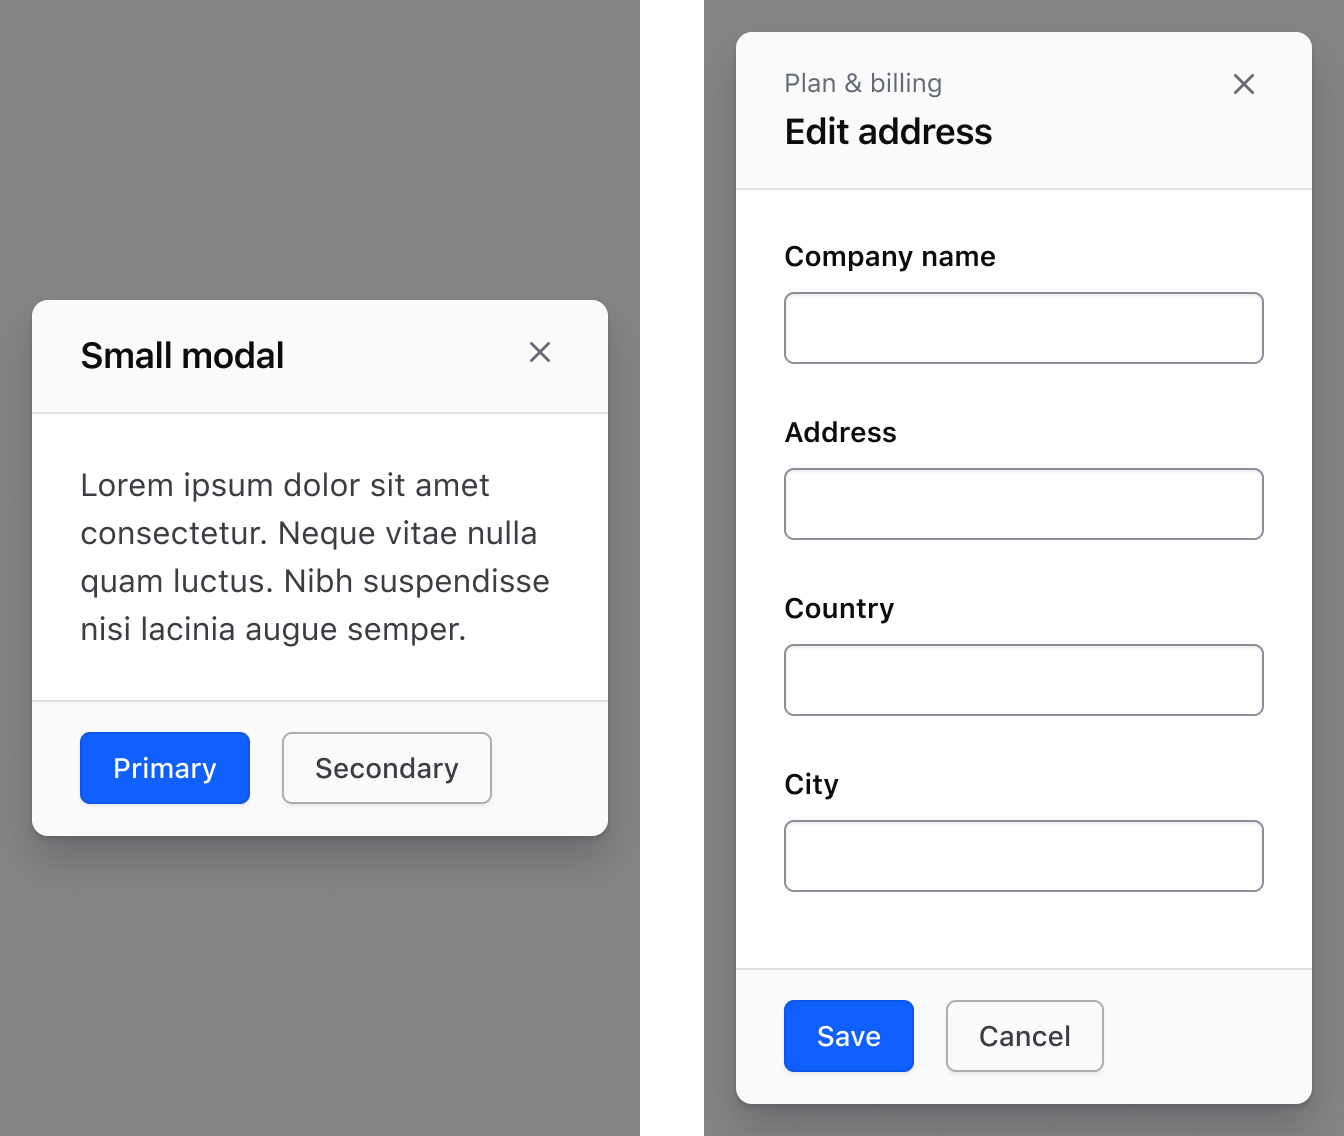 Small modal
Lorem ipsum dolor sit amet
consectetur. Neque vitae nulla
quam luctus. Nibh suspendisse
nisi lacinia augue semper.
Primary
Secondary
Plan & billing
Edit address
Company name
Address
Country
City
Save
Cancel